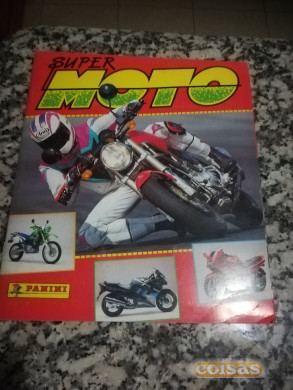 SUPER
MOTO
PANINI
coisas